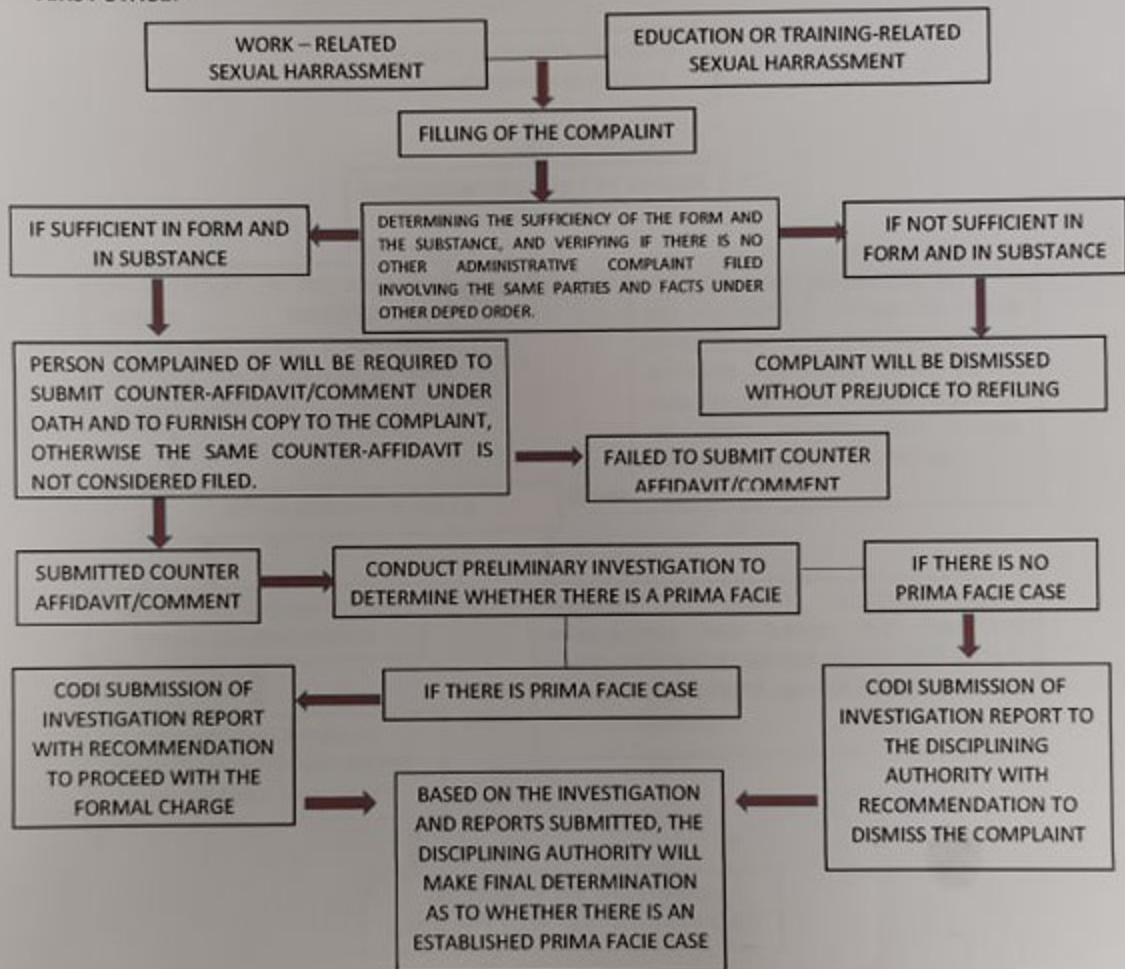 WORK – RELATED
SEXUAL HARRASSMENT
EDUCATION OR TRAINING-RELATED
SEXUAL HARRASSMENT
FILLING OF THE COMPALINT
IF SUFFICIENT IN FORM AND
IN SUBSTANCE
DETERMINING THE SUFFICIENCY OF THE FORM AND
THE SUBSTANCE, AND VERIFYING IF THERE IS NO
OTHER ADMINISTRATIVE COMPLAINT FILED
INVOLVING THE SAME PARTIES AND FACTS UNDER
OTHER DEPED ORDER.
IF NOT SUFFICIENT IN
FORM AND IN SUBSTANCE
PERSON COMPLAINED OF WILL BE REQUIRED TO
SUBMIT COUNTER-AFFIDAVIT/COMMENT UNDER
OATH AND TO FURNISH COPY TO THE COMPLAINT,
OTHERWISE THE SAME COUNTER-AFFIDAVIT IS
NOT CONSIDERED FILED.
COMPLAINT WILL BE DISMISSED
WITHOUT PREJUDICE TO REFILING
FAILED TO SUBMIT COUNTER
AFFIDAVIT/COMMENT
SUBMITTED COUNTER
AFFIDAVIT/COMMENT
CONDUCT PRELIMINARY INVESTIGATION TO
DETERMINE WHETHER THERE IS A PRIMA FACIE
IF THERE IS NO
PRIMA FACIE CASE
CODI SUBMISSION OF
INVESTIGATION REPORT
WITH RECOMMENDATION
TO PROCEED WITH THE
FORMAL CHARGE
IF THERE IS PRIMA FACIE CASE
CODI SUBMISSION OF
INVESTIGATION REPORT TO
THE DISCIPLINING
AUTHORITY WITH
RECOMMENDATION TO
DISMISS THE COMPLAINT
BASED ON THE INVESTIGATION
AND REPORTS SUBMITTED, THE
DISCIPLINING AUTHORITY WILL
MAKE FINAL DETERMINATION
AS TO WHETHER THERE IS AN
ESTABLISHED PRIMA FACIE CASE